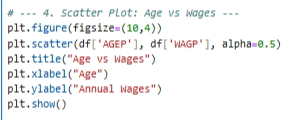 # --- 4. Scatter Plot: Age vs Wages ---
plt.figure(figsize=(10,4))
plt.scatter(df['AGEP'], df['WAGP'], alpha=0.5)
plt.title("Age vs Wages")
plt.xlabel("Age")
plt.ylabel("Annual Wages")
plt.show()